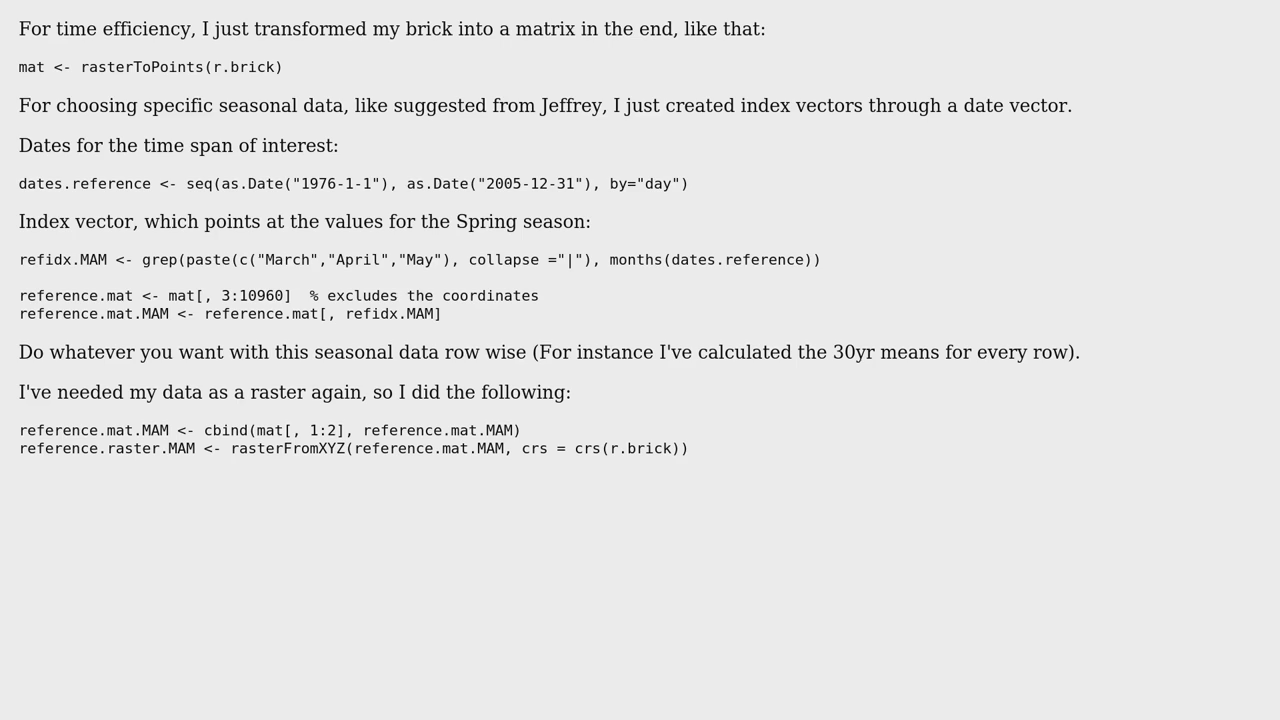 For time efficiency, I just transformed my brick into a matrix in the end, like that:
mat <- rasterToPoints(r.brick)
For choosing specific seasonal data, like suggested from Jeffrey, I just created index vectors through a date vector.
Dates for the time span of interest:
dates.reference <- seq(as.Date("1976-1-1"), as.Date("2005-12-31"), by="day")
Index vector, which points at the values for the Spring season:
refidx.MAM <- grep(paste(c("March","April","May"), collapse ="|"), months(dates.reference))
reference.mat <- mat[, 3:10960]  % excludes the coordinates
reference.mat.MAM <- reference.mat[, refidx.MAM]
Do whatever you want with this seasonal data row wise (For instance I've calculated the 30yr means for every row).
I've needed my data as a raster again, so I did the following:
reference.mat.MAM <- cbind(mat[, 1:2], reference.mat.MAM)
reference.raster.MAM <- rasterFromXYZ(reference.mat.MAM, crs = crs(r.brick))